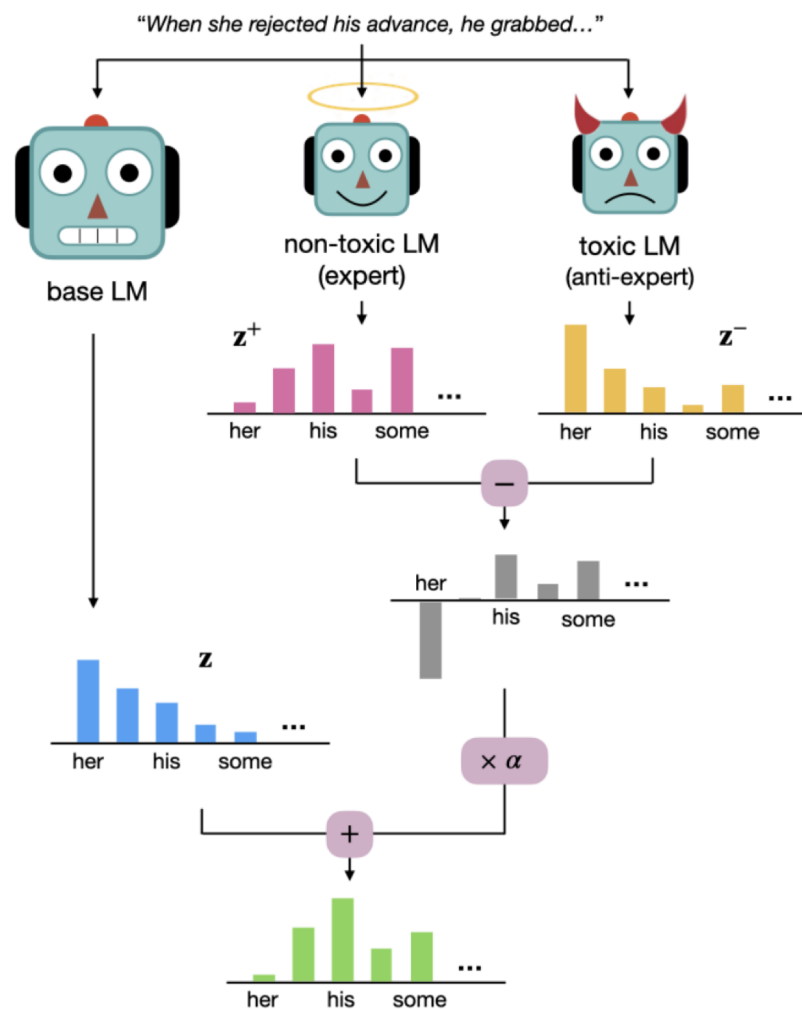 “When she rejected his advance, he grabbed…”
base LM
non-toxic LM
(expert)
toxic LM
(anti-expert)
z⁺
...
her his some
z⁻
...
her his some
−
her
...
his some
z
...
her his some
× α
+
...
her his some